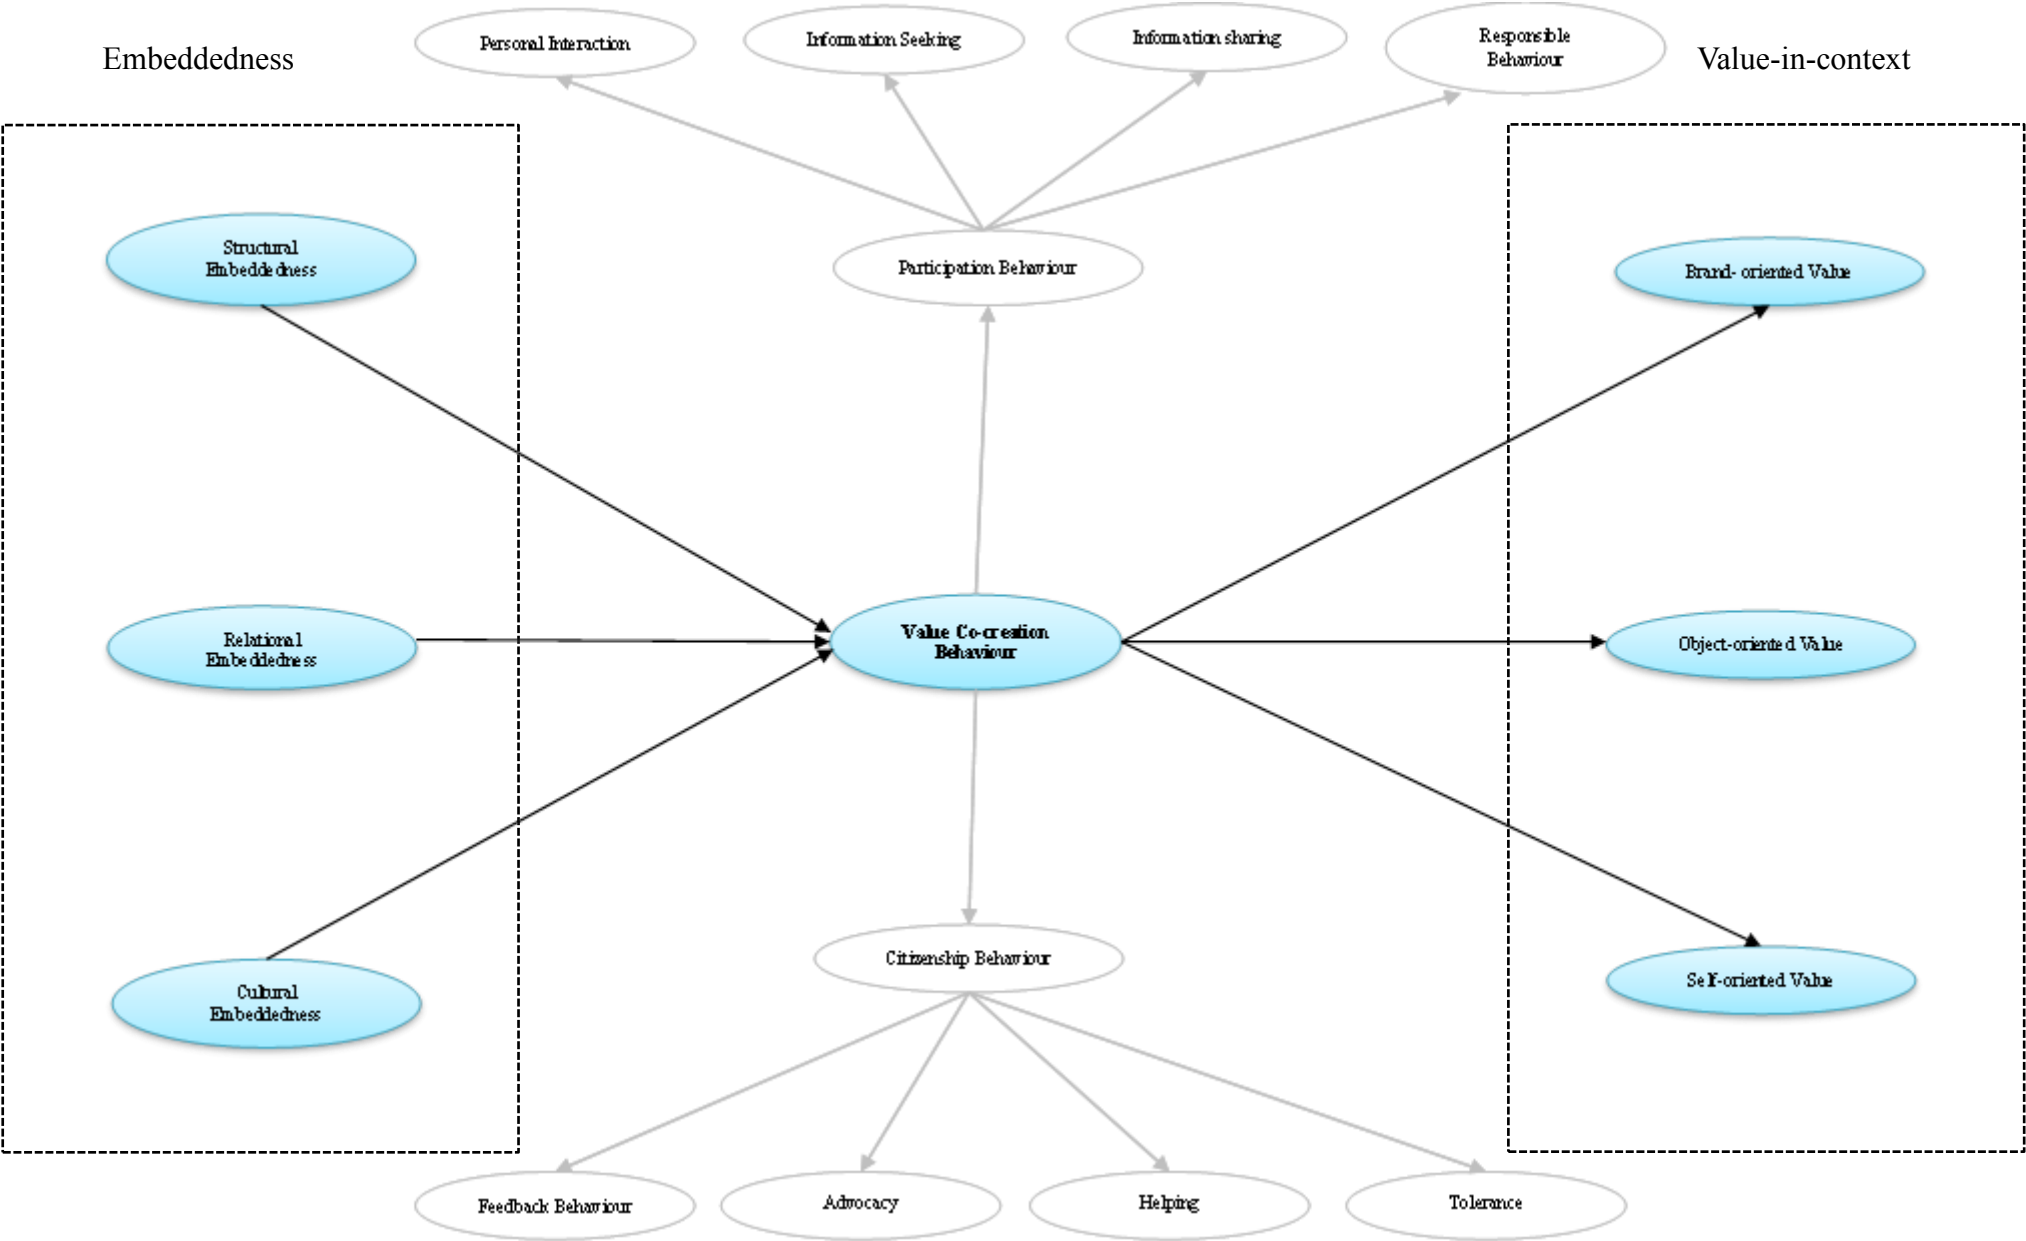 Personal Interaction
Information Seeking
Information sharing
Responsible
Behaviour
Embeddedness
Value-in-context
Structural
Embeddedness
Participation Behaviour
Brand- oriented Value
Relational
Embeddedness
Value Co-creation
Behaviour
Object-oriented Value
Cultural
Embeddedness
Citizenship Behaviour
Self-oriented Value
Feedback Behaviour
Advocacy
Helping
Tolerance